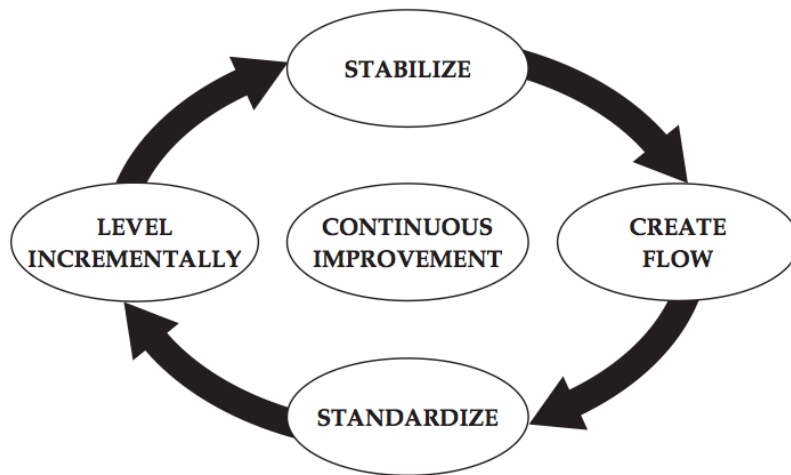 STABILIZE
LEVEL
INCREMENTALLY
CONTINUOUS
IMPROVEMENT
CREATE
FLOW
STANDARDIZE